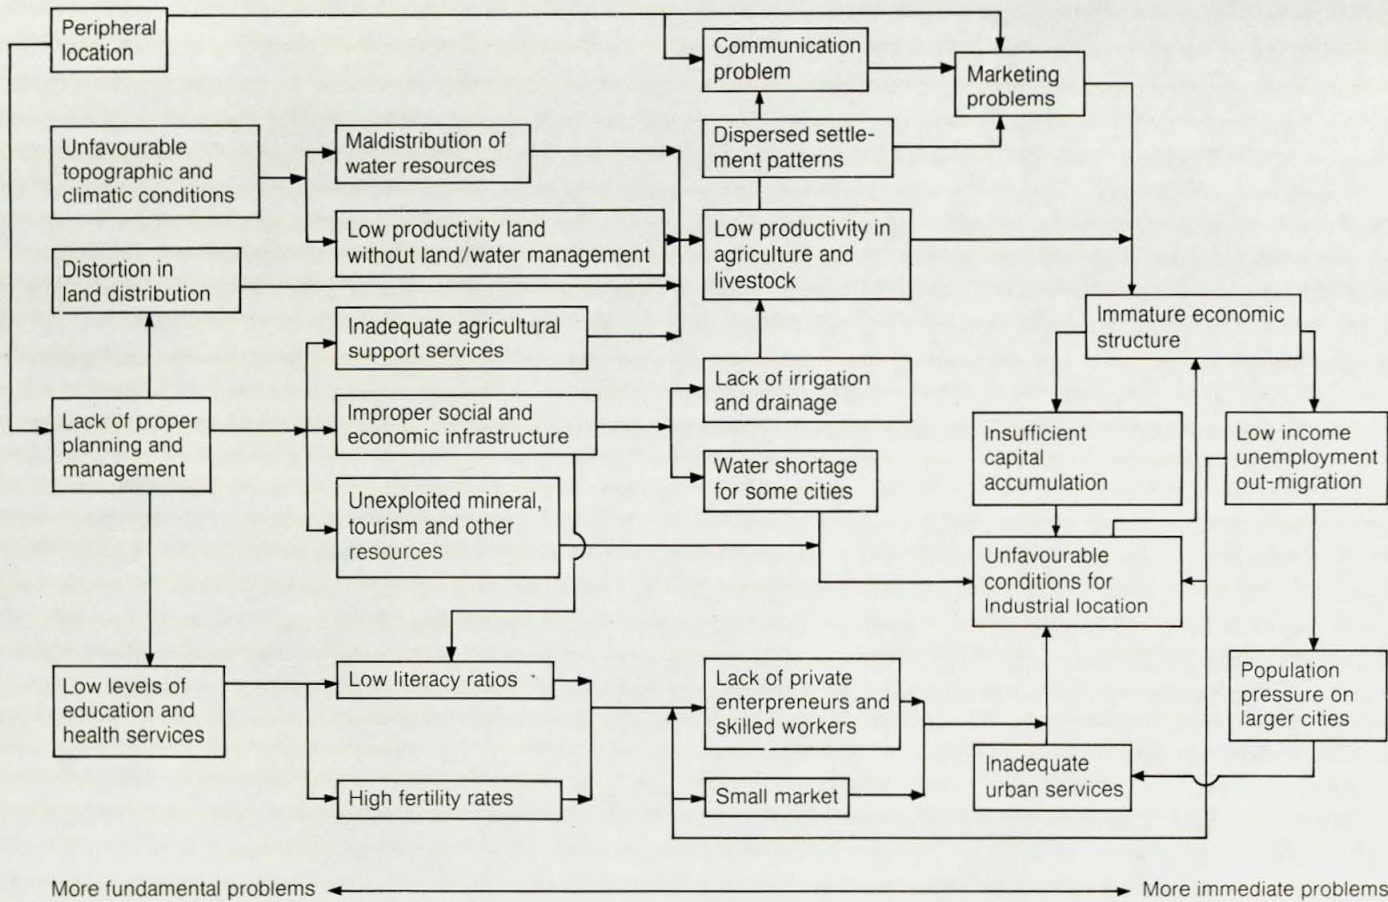 Peripheral
location
Communication
problem
Marketing
problems
Unfavourable
topographic and
climatic conditions
Maldistribution of
water resources
Dispersed settle-
ment patterns
Distortion in
land distribution
Low productivity land
without land/water management
Low productivity in
agriculture and
livestock
Inadequate agricultural
support services
Immature economic
structure
Lack of proper
planning and
management
Improper social and
economic infrastructure
Lack of irrigation
and drainage
Insufficient
capital
accumulation
Low income
unemployment
out-migration
Unexploited mineral,
tourism and other
resources
Water shortage
for some cities
Unfavourable
conditions for
Industrial location
Low levels of
education and
health services
Low literacy ratios
Lack of private
enterpreneurs and
skilled workers
Population
pressure on
larger cities
High fertility rates
Small market
Inadequate
urban services
More fundamental problems
More immediate problems